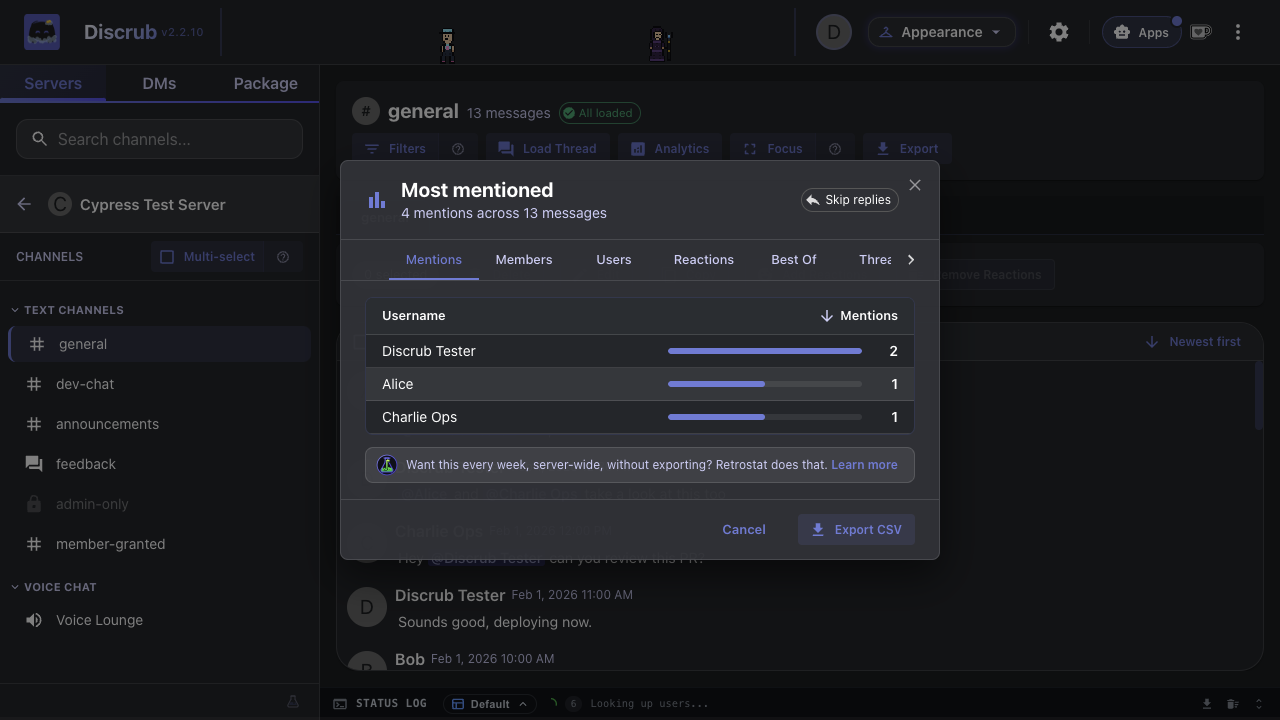 Discrub v2.2.10
D
Appearance
Apps
Servers
DMs
Package
Search channels...
C
Cypress Test Server
CHANNELS
Multi-select
TEXT CHANNELS
general
dev-chat
announcements
feedback
admin-only
member-granted
VOICE CHAT
Voice Lounge
# general 13 messages All loaded
Filters
Load Thread
Analytics
Focus
Export
Most mentioned
4 mentions across 13 messages
Skip replies
Mentions
Members
Users
Reactions
Best Of
Threa
emove Reactions
Newest first
Username
Mentions
Discrub Tester 2
Alice 1
Charlie Ops 1
Want this every week, server-wide, without exporting? Retrostat does that. Learn more
Cancel
Export CSV
Charlie Ops
Hey @Discrub Tester can you review this PR?
D
Discrub Tester Feb 1, 2026 11:00 AM
Sounds good, deploying now.
B
Bob Feb 1, 2026 10:00 AM
STATUS LOG
Default
6
Looking up users...